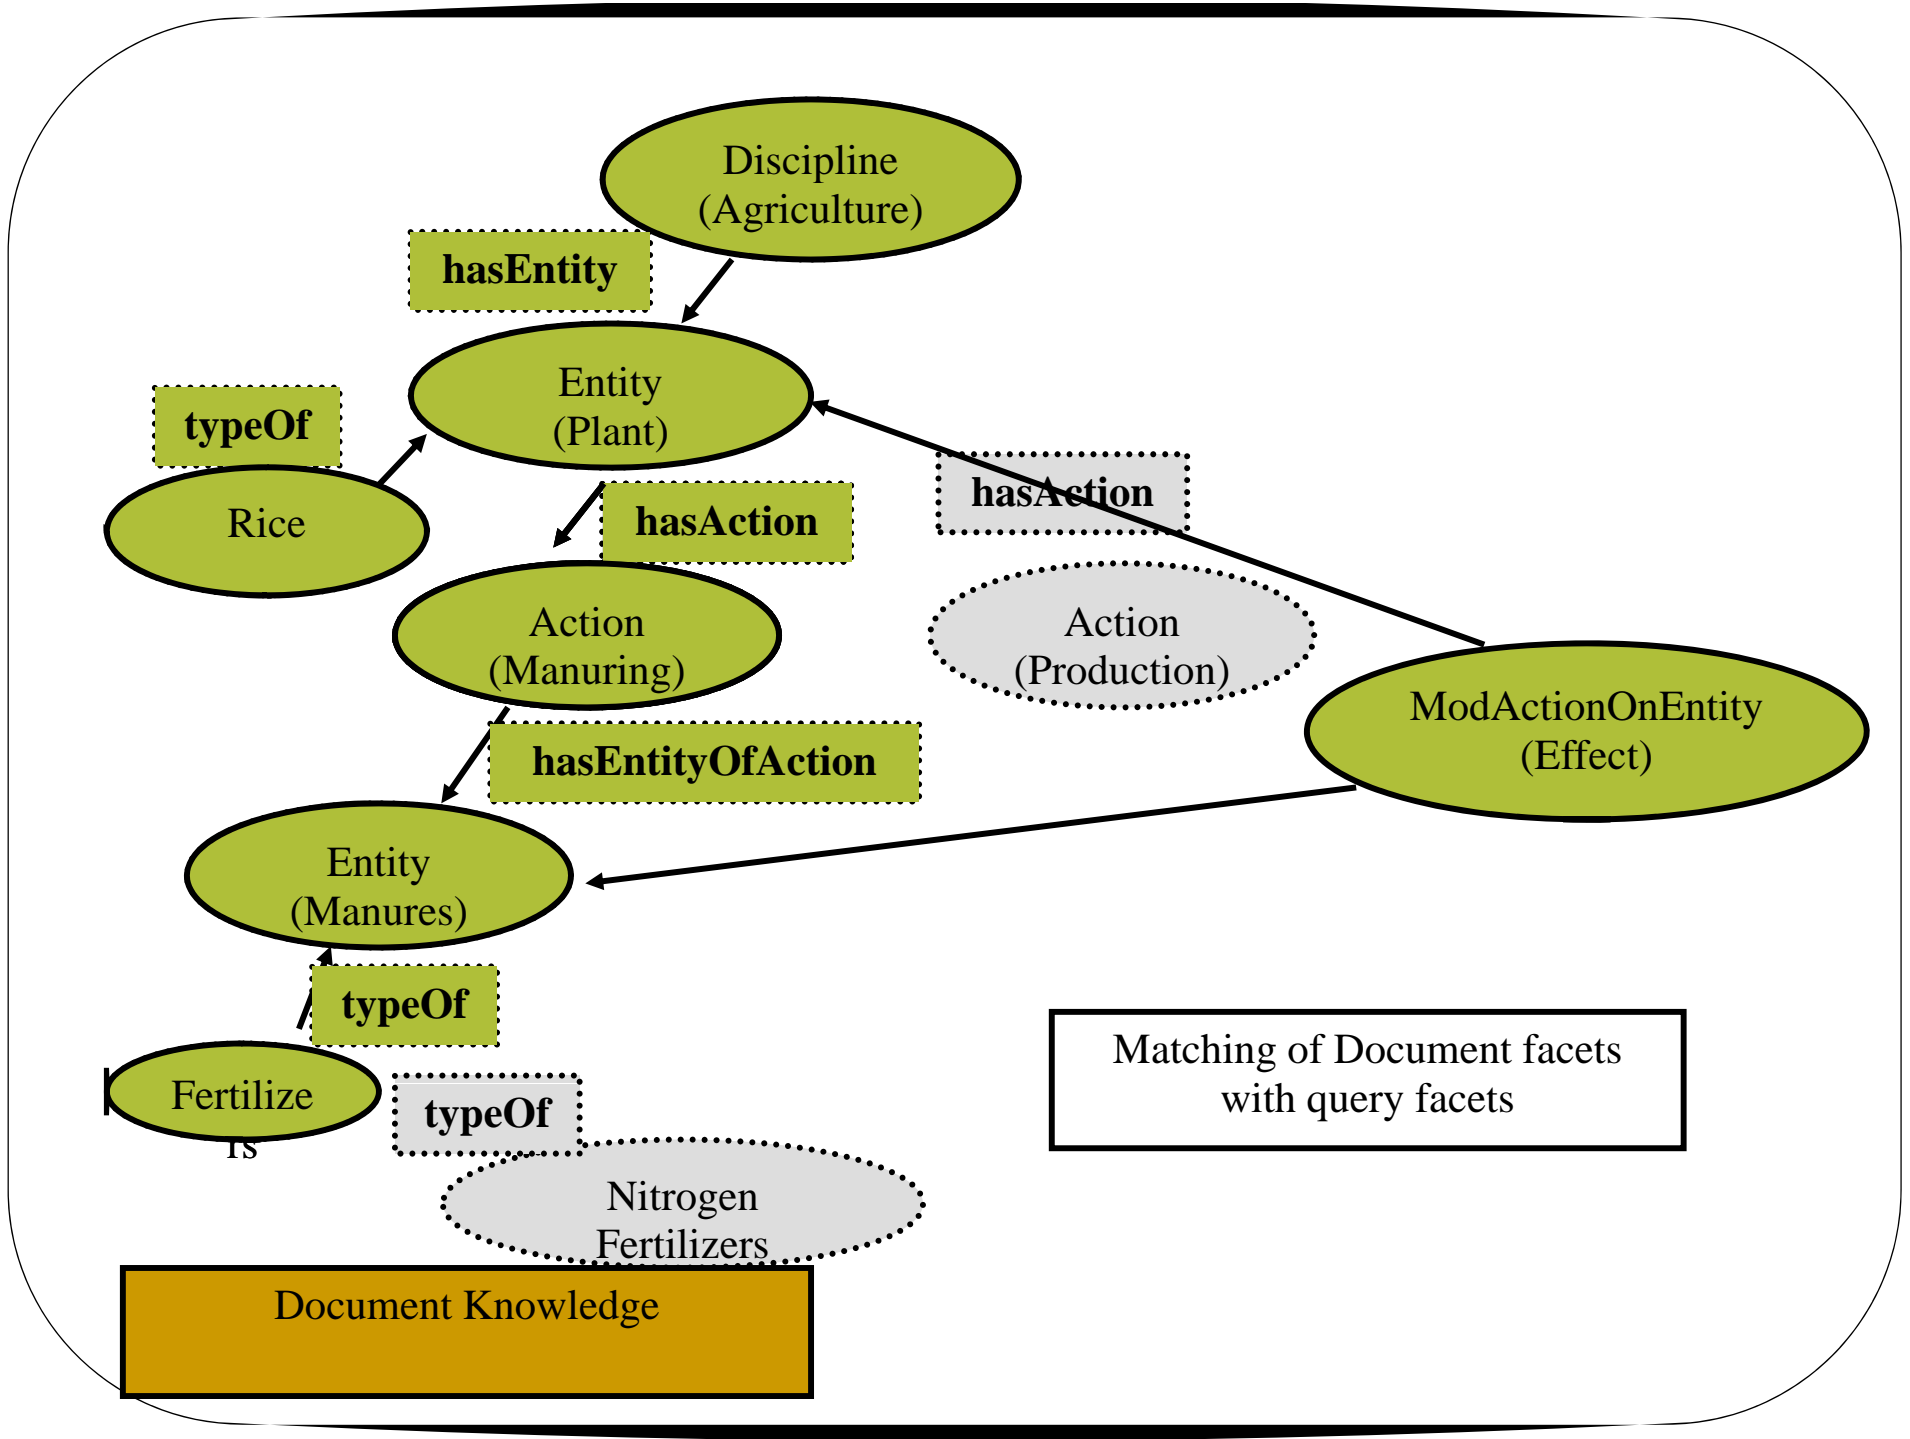 Discipline
(Agriculture)
hasEntity
Entity
(Plant)
typeOf
Rice
hasAction
hasAction
Action
(Manuring)
Action
(Production)
ModActionOnEntity
(Effect)
hasEntityOfAction
Entity
(Manures)
typeOf
Fertilize
rs
typeOf
Matching of Document facets
with query facets
Nitrogen
Fertilizers
Document Knowledge